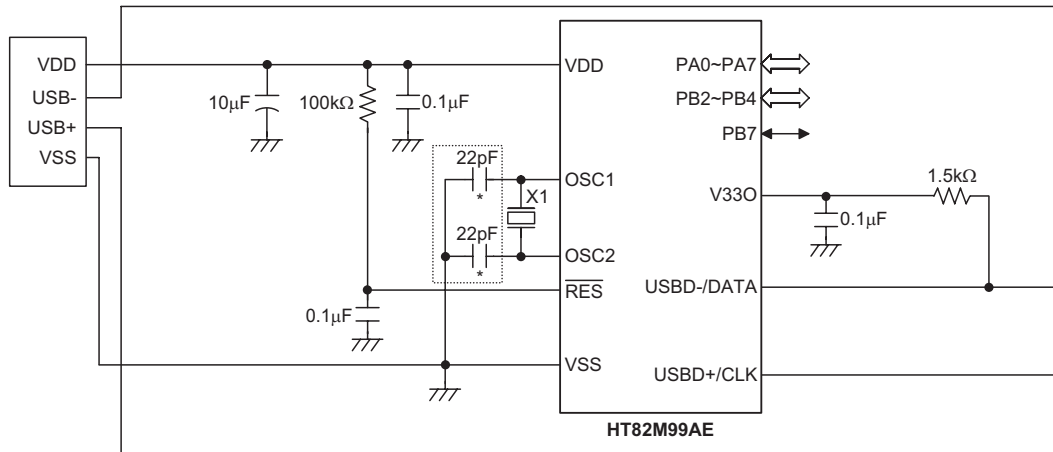 VDD
USB-
USB+
VSS
10μF
100kΩ
0.1μF
22pF
*
22pF
*
X1
0.1μF
VDD
OSC1
OSC2
RES
VSS
PA0~PA7
PB2~PB4
PB7
V33O
USBD-/DATA
USBD+/CLK
0.1μF
1.5kΩ
HT82M99AE